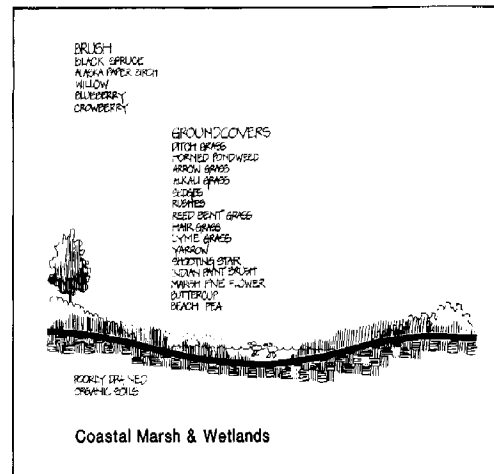 BRUSH
BLACK SPRUCE
ALASKA PAPER BIRCH
WILLOW
BLUEBERRY
CROWBERRY
GROUNDCOVERS
DITCH GRASS
HORNED PONDWEED
ARROW GRASS
ALKALI GRASS
SEDGES
RUSHES
REED BENT GRASS
HAIR GRASS
LYME GRASS
YARROW
SHOOTING STAR
INDIAN PAINT BRUSH
MARSH FIVE FLOWER
BUTTERCUP
BEACH PEA
POORLY DRAINED
ORGANIC SOILS
Coastal Marsh & Wetlands